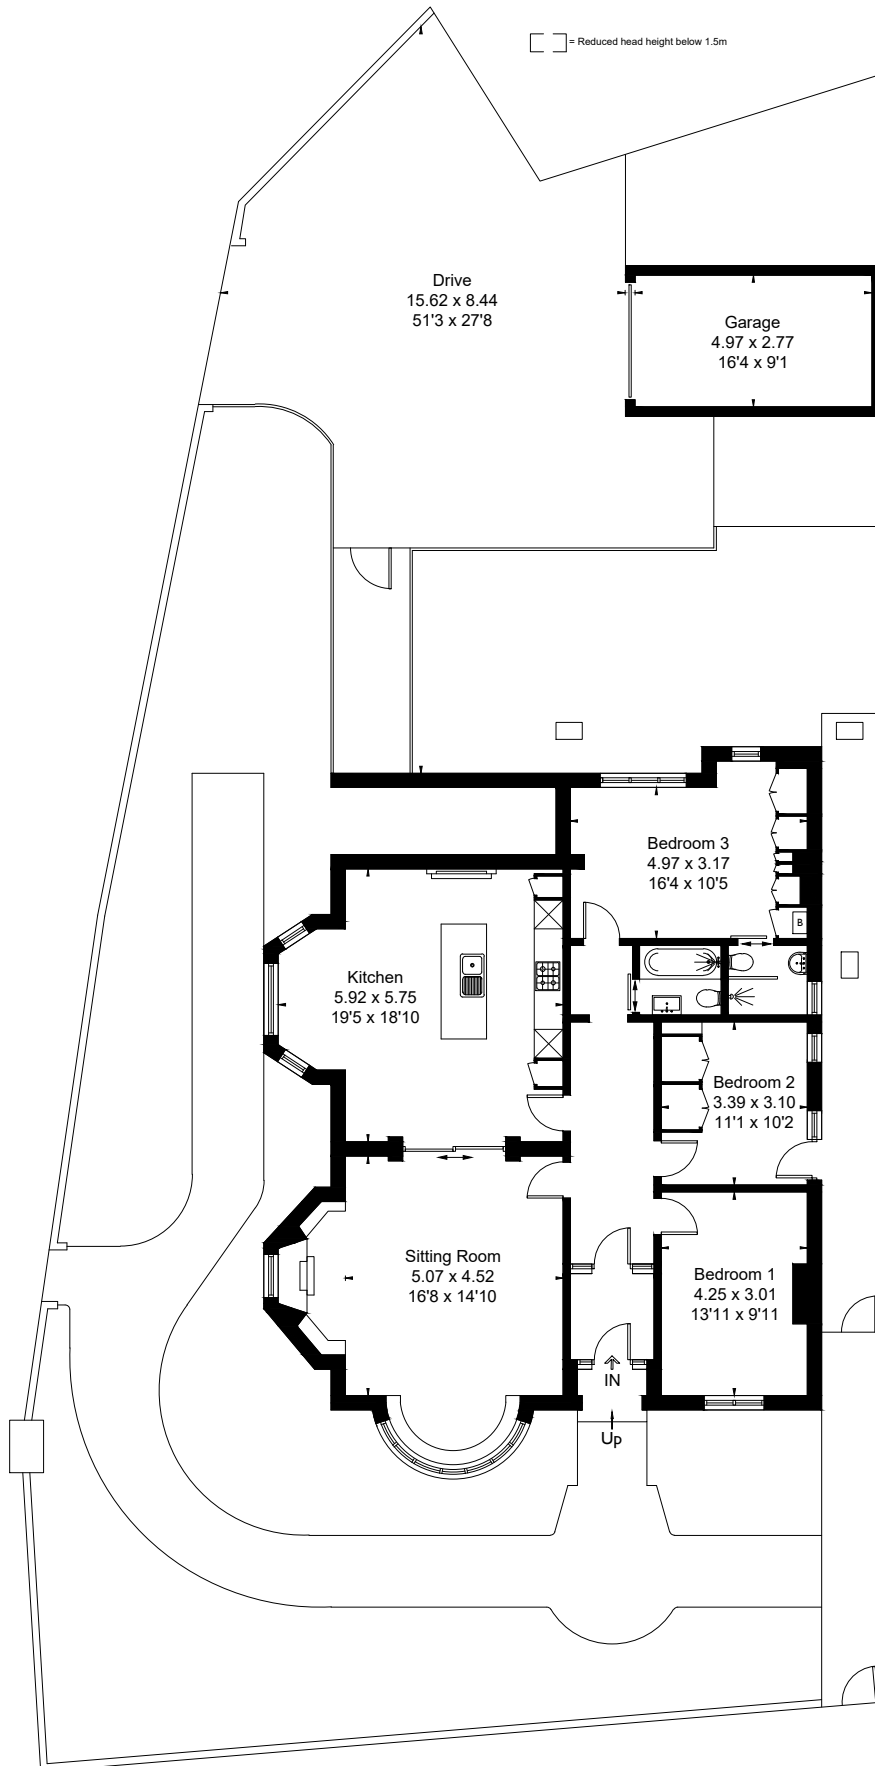 = Reduced head height below 1.5m
Drive
15.62 x 8.44
51'3 x 27'8
Garage
4.97 x 2.77
16'4 x 9'1
Bedroom 3
4.97 x 3.17
16'4 x 10'5
B
Kitchen
5.92 x 5.75
19'5 x 18'10
Bedroom 2
3.39 x 3.10
11'1 x 10'2
Sitting Room
5.07 x 4.52
16'8 x 14'10
Bedroom 1
4.25 x 3.01
13'11 x 9'11
IN
Up